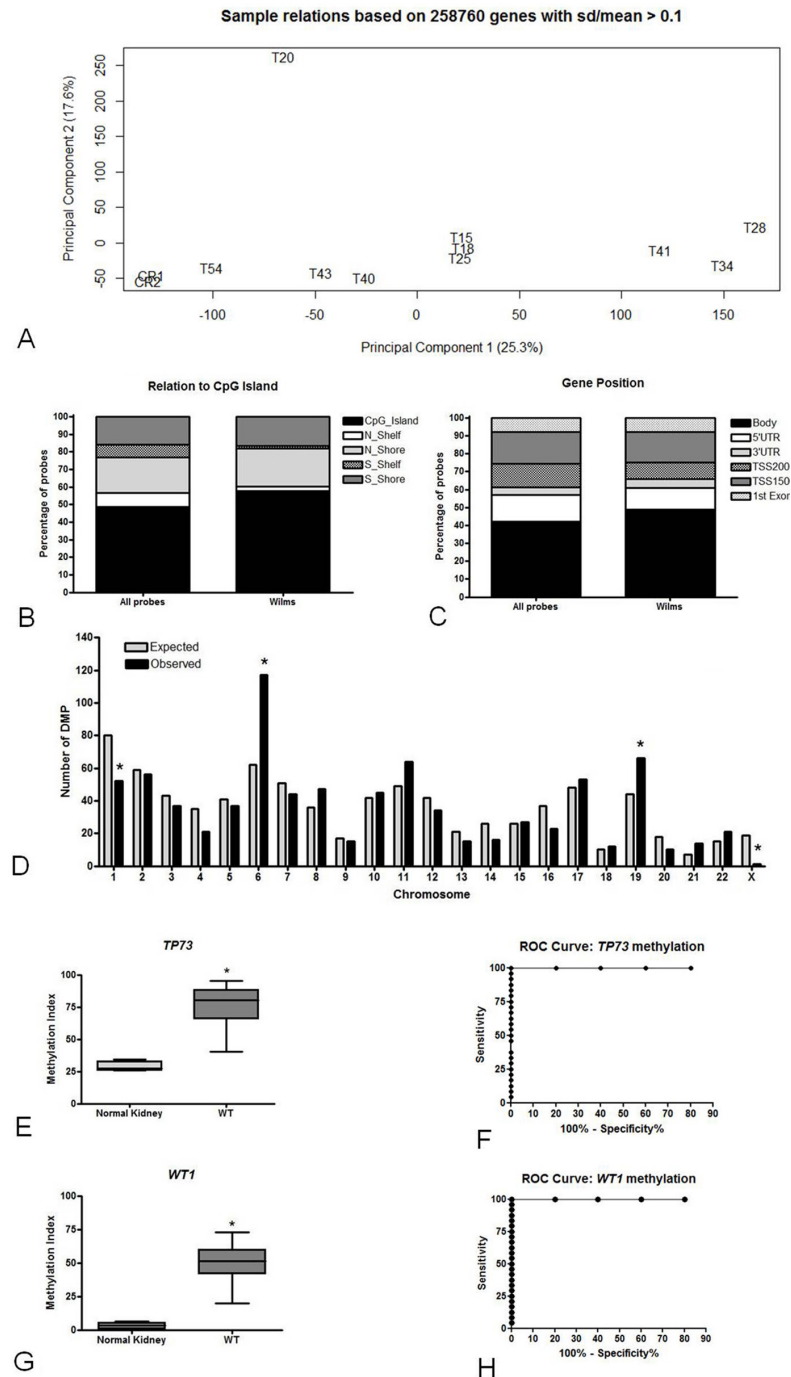 Sample relations based on 258760 genes with sd/mean > 0.1
Principal Component 2 (17.6%)
250
200
150
100
50
0
-50
T20
T15
T18
T25
T28
T41
T34
CR1
CR2
T54
T43
T40
-100
-50
0
50
100
150
Principal Component 1 (25.3%)
A
Relation to CpG Island
Percentage of probes
100
90
80
70
60
50
40
30
20
10
0
All probes
Wilms
CpG_Island
N_Shelf
N_Shore
S_Shelf
S_Shore
B
Gene Position
Percentage of probes
100
90
80
70
60
50
40
30
20
10
0
All probes
Wilms
Body
5'UTR
3'UTR
TSS200
TSS150
1st Exon
C
Number of DMP
140
120
100
80
60
40
20
0
Expected
Observed
*
*
*
*
1 2 3 4 5 6 7 8 9 10 11 12 13 14 15 16 17 18 19 20 21 22 X
Chromosome
D
TP73
Methylation Index
100
75
50
25
0
*
Normal Kidney
WT
E
ROC Curve: TP73 methylation
Sensitivity
100
75
50
25
0
0 10 20 30 40 50 60 70 80 90
100% - Specificity%
F
WT1
Methylation Index
100
75
50
25
0
*
Normal Kidney
WT
G
ROC Curve: WT1 methylation
Sensitivity
100
75
50
25
0
0 10 20 30 40 50 60 70 80 90
100% - Specificity%
H